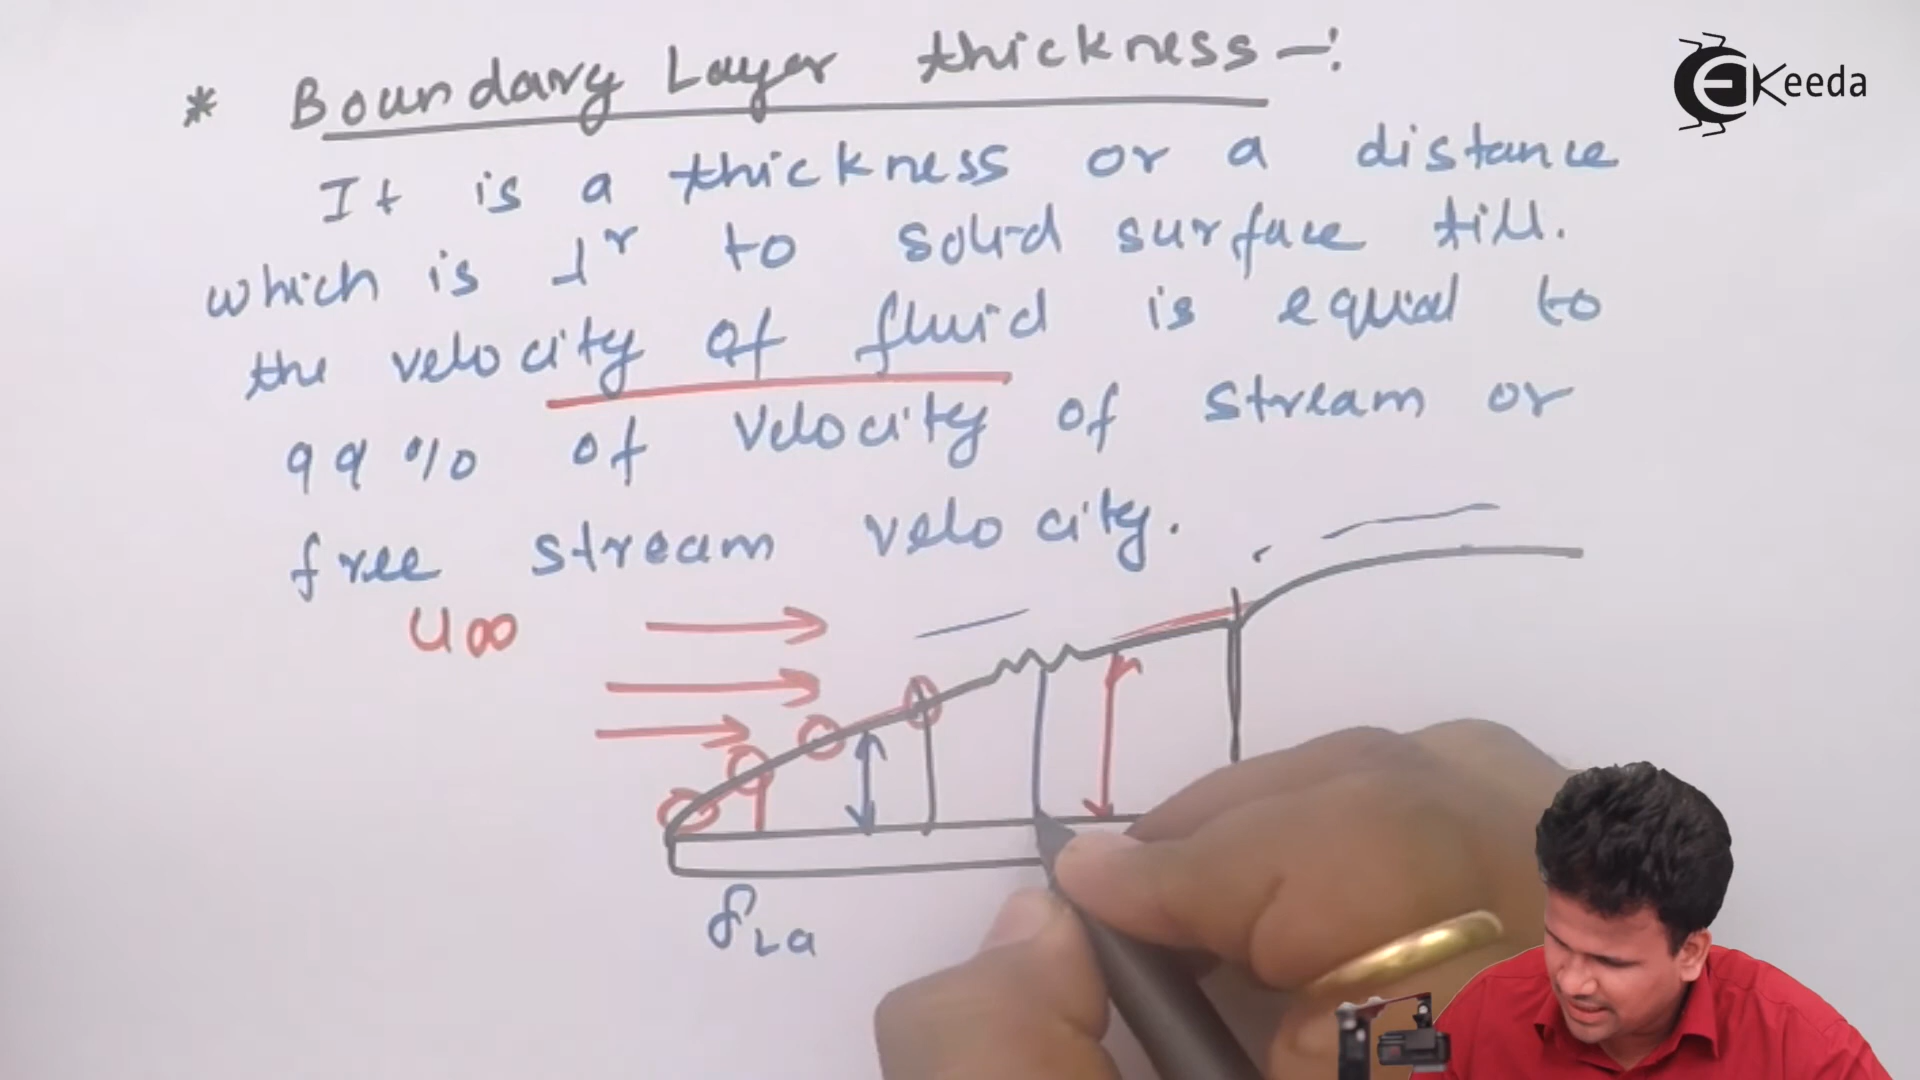 * Boundary Layer thickness -:
EKeeda
It is a thickness or a distance
which is ⊥r to solid surface till.
the velocity of fluid is equal to
99% of velocity of stream or
free stream velocity.
U∞
δLa